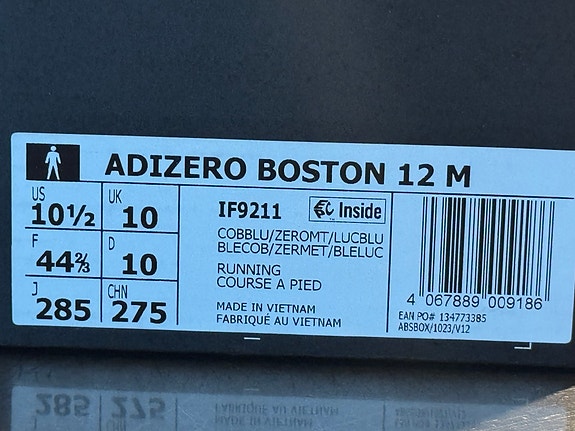 ADIZERO BOSTON 12 M
US
10½
UK
10
F
44⅔
D
10
J
285
CHN
275
IF9211
Inside
COBBLU/ZEROMT/LUCBLU
BLECOB/ZERMET/BLELUC
RUNNING
COURSE A PIED
MADE IN VIETNAM
FABRIQUÉ AU VIETNAM
4 067889 009186
EAN PO# 134773385
ABSBOX/1023/V12